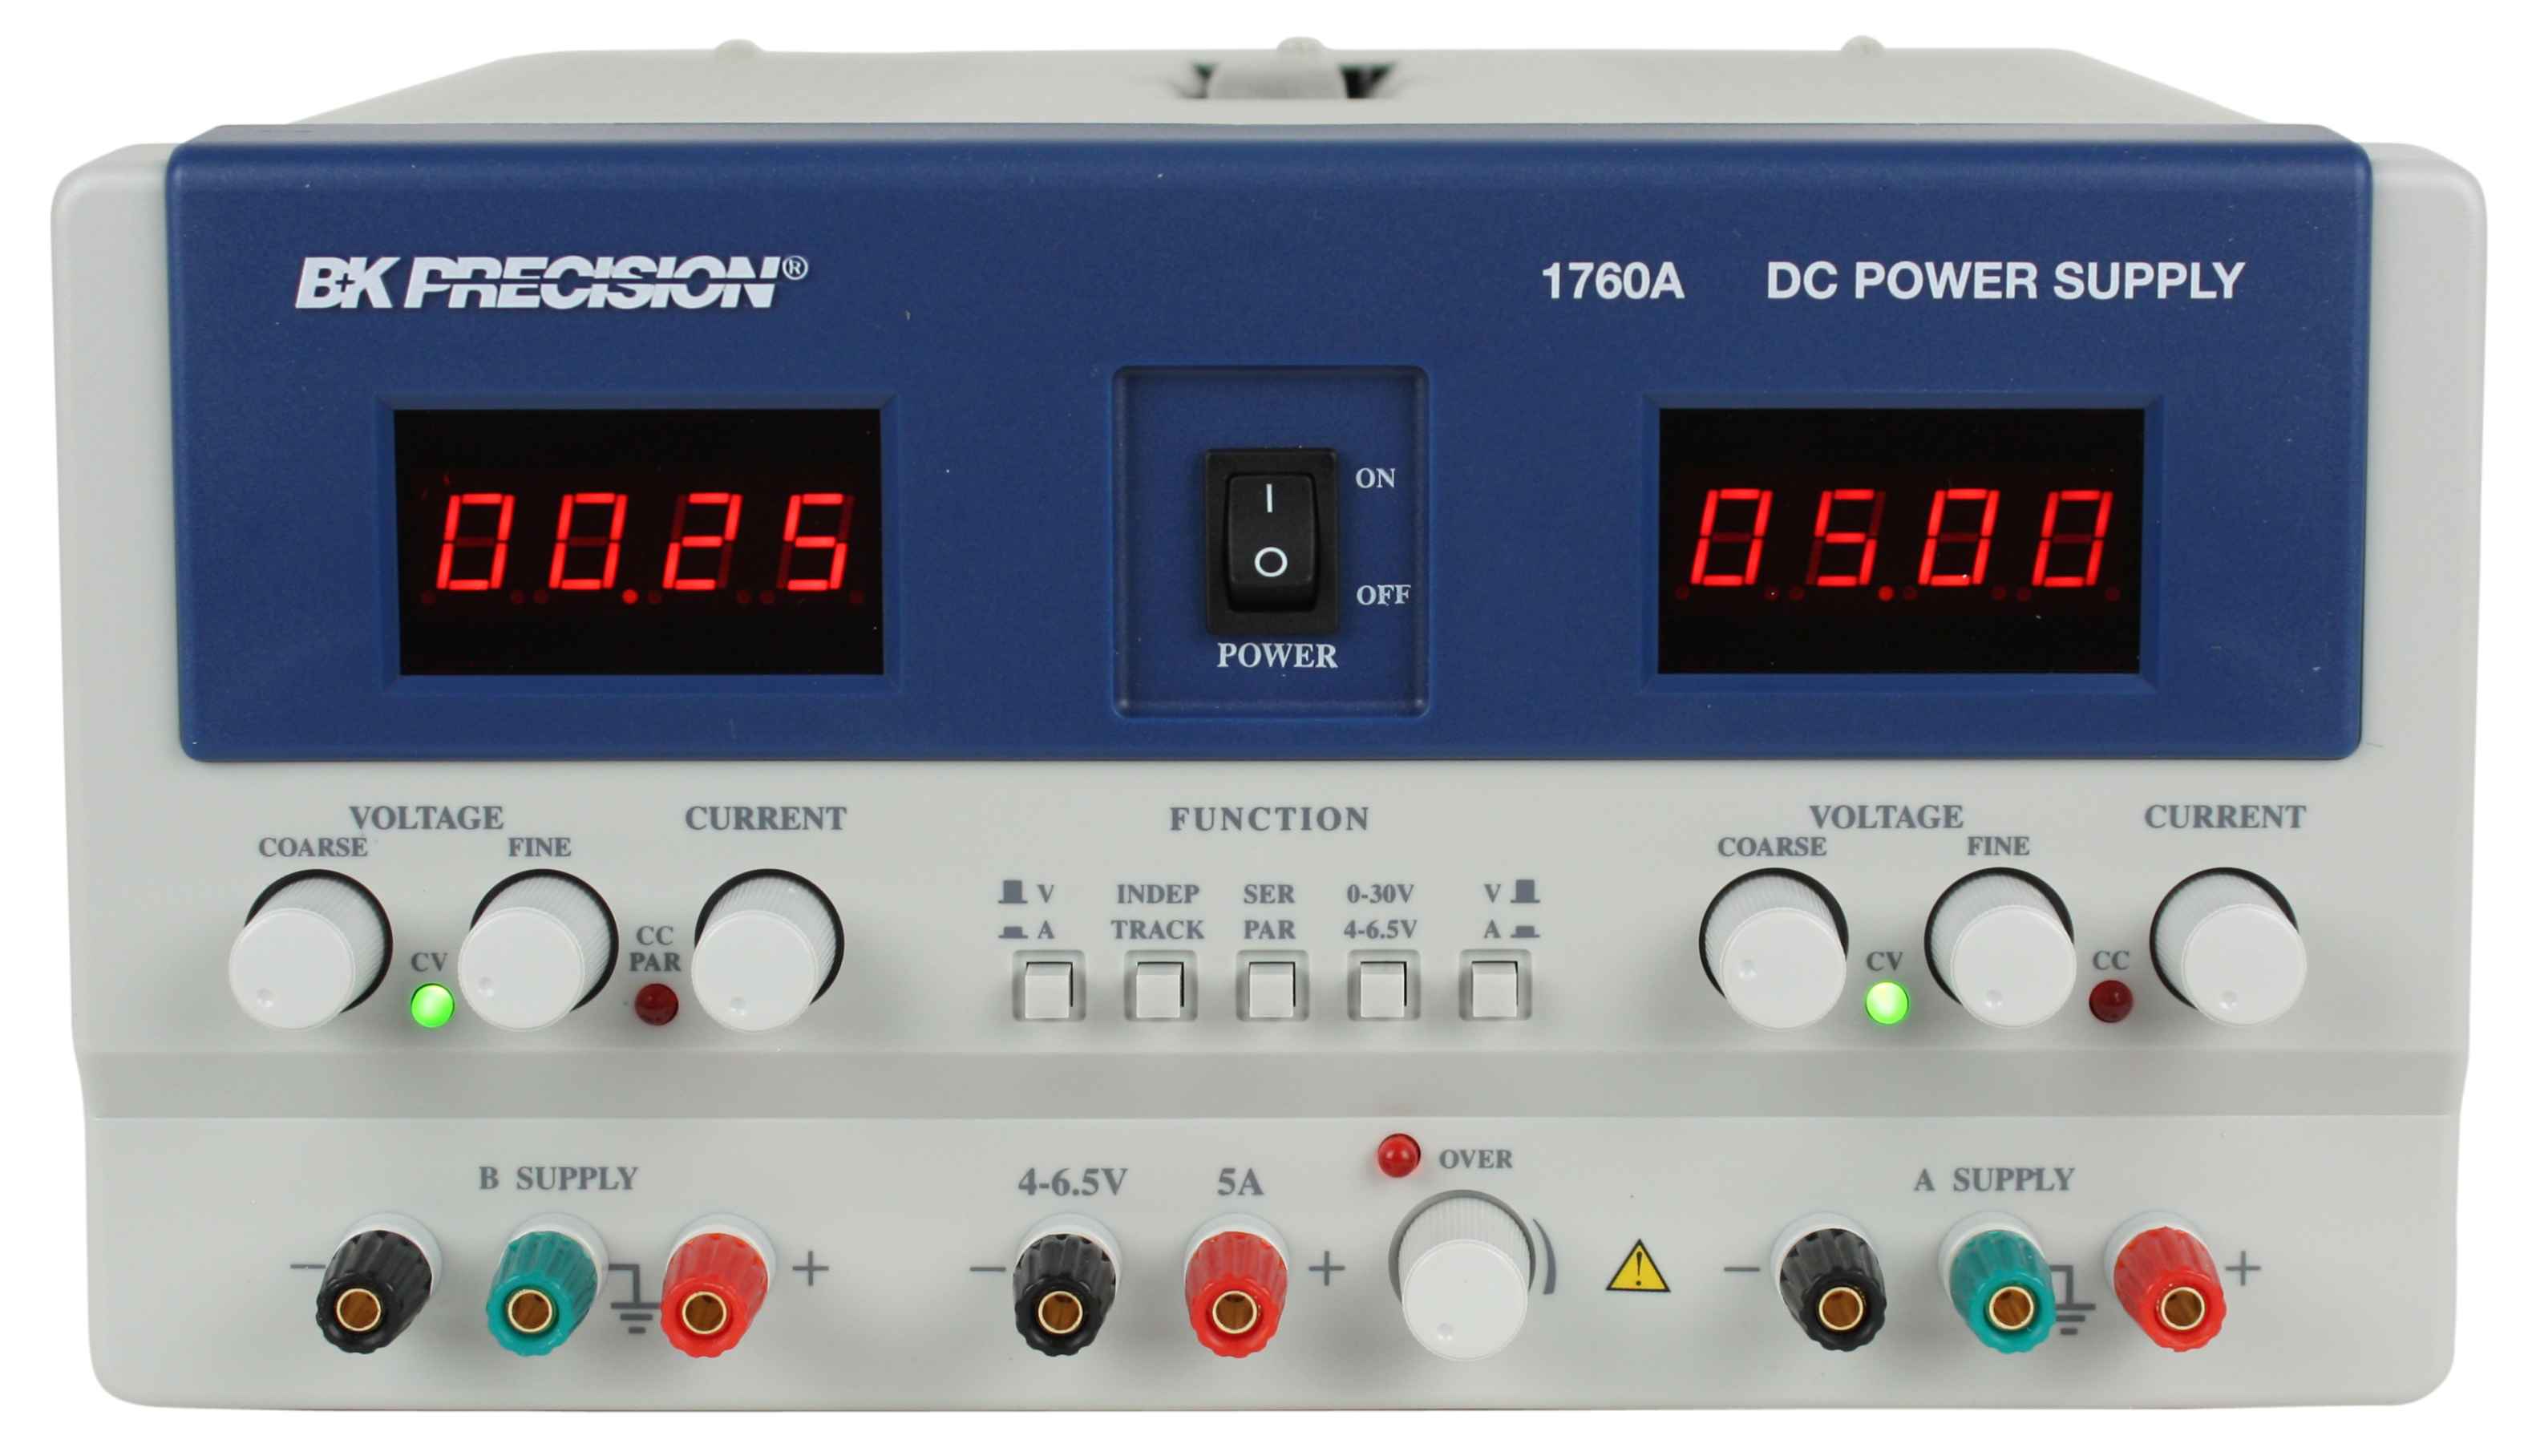 B+K PRECISION®
1760A DC POWER SUPPLY
00.25
I
O
ON
OFF
POWER
05.00
VOLTAGE CURRENT
COARSE FINE
CV
CC
PAR
FUNCTION
V INDEP SER 0-30V V
A TRACK PAR 4-6.5V A
VOLTAGE CURRENT
COARSE FINE
CV
CC
B SUPPLY
- +
4-6.5V 5A
- +
OVER
!
A SUPPLY
- +